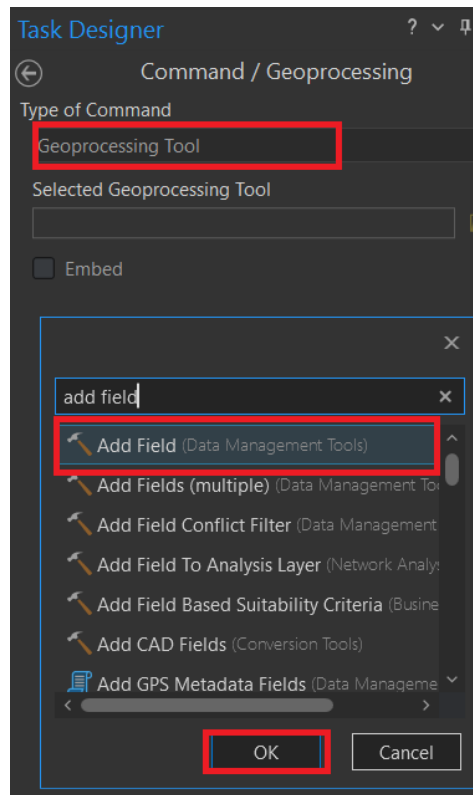 Task Designer
Command / Geoprocessing
Type of Command
Geoprocessing Tool
Selected Geoprocessing Tool
Embed
add field
Add Field (Data Management Tools)
Add Fields (multiple) (Data Management To
Add Field Conflict Filter (Data Management
Add Field To Analysis Layer (Network Analy
Add Field Based Suitability Criteria (Busine
Add CAD Fields (Conversion Tools)
Add GPS Metadata Fields (Data Manageme
OK Cancel